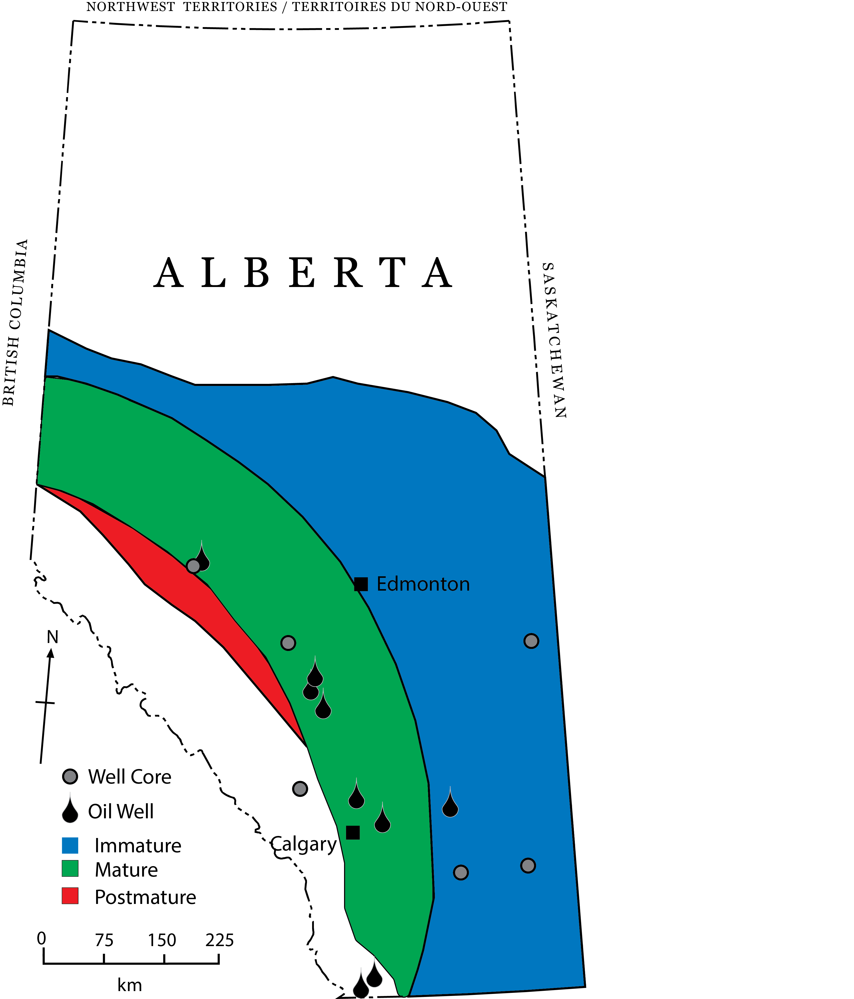 NORTHWEST TERRITORIES / TERRITOIRES DU NORD-OUEST
BRITISH COLUMBIA
ALBERTA
SASKATCHEWAN
Edmonton
N
Well Core
Oil Well
Calgary
Immature
Mature
Postmature
0 75 150 225
km